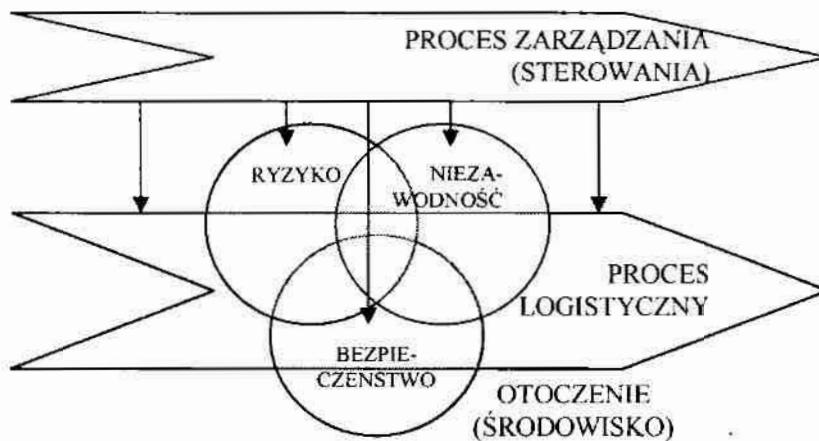 PROCES ZARZĄDZANIA
(STEROWANIA)
RYZYKO
NIEZA-
WODNOŚĆ
PROCES
LOGISTYCZNY
BEZPIE-
CZEŃSTWO
OTOCZENIE
(ŚRODOWISKO)